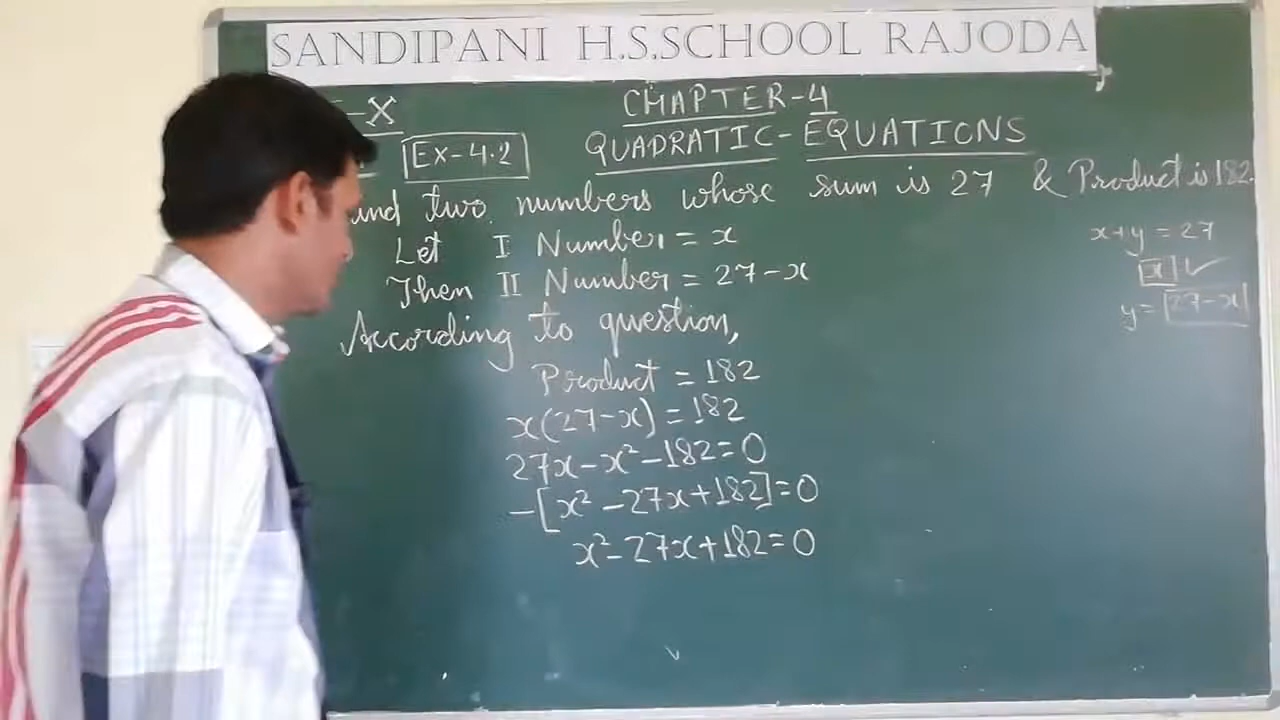 SANDIPANI H.S.SCHOOL RAJODA
-X
CHAPTER-4
Ex-4.2
QUADRATIC-EQUATIONS
two numbers whose sum is 27 & Product is 182.
Let I Number = x
Then II Number = 27-x
According to question,
Product = 182
x(27-x) = 182
27x-x²-182=0
-[x²-27x+182]=0
x²-27x+182=0
x+y = 27
x ✓
y = 27-x